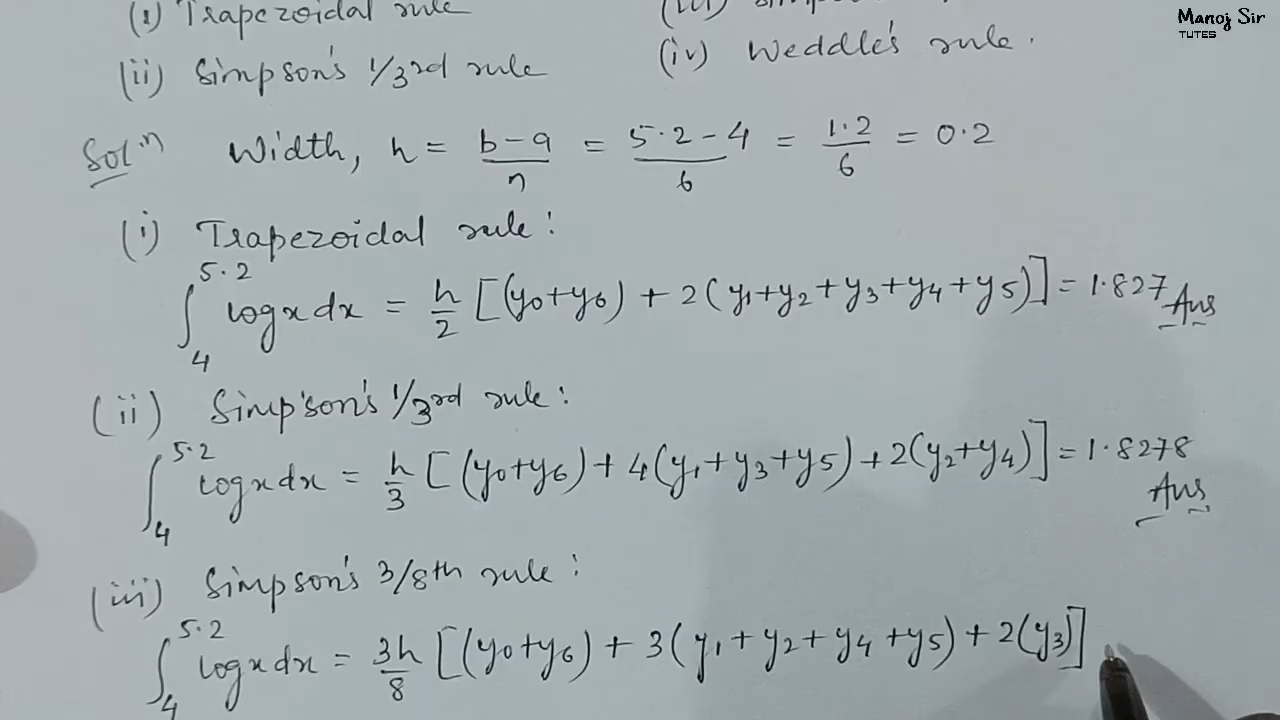 (i) Trapezoidal rule
(ii) Simpson's 1/3rd rule
(iv) Weddle's rule.
Manoj Sir
TUTES
Solⁿ Width, h = b-a/n = 5.2-4/6 = 1.2/6 = 0.2
(i) Trapezoidal rule:
∫₄^5.2 logx dx = h/2 [(y0+y6) + 2(y1+y2+y3+y4+y5)] = 1.827 Ans
(ii) Simpson's 1/3rd rule:
∫₄^5.2 logx dx = h/3 [(y0+y6) + 4(y1+y3+y5) + 2(y2+y4)] = 1.8278
Ans
(iii) Simpson's 3/8th rule:
∫₄^5.2 logx dx = 3h/8 [(y0+y6) + 3(y1+y2+y4+y5) + 2(y3)]